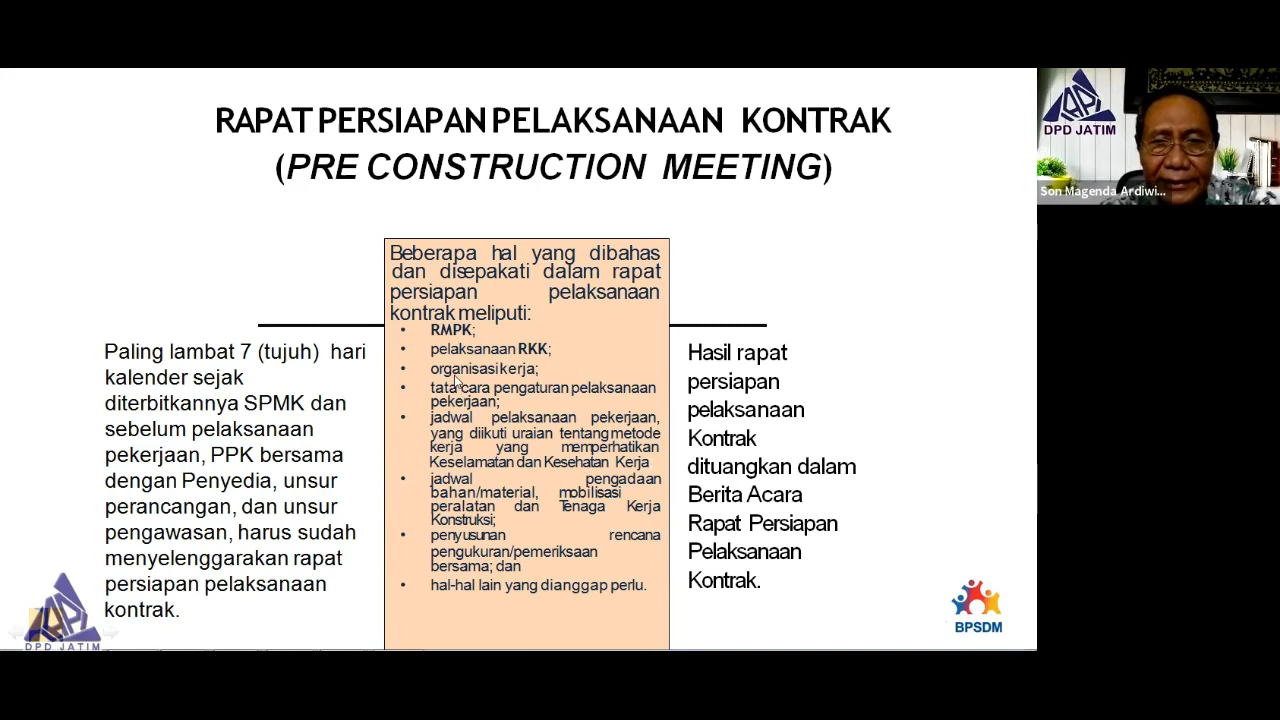 RAPAT PERSIAPAN PELAKSANAAN KONTRAK
(PRE CONSTRUCTION MEETING)
Paling lambat 7 (tujuh) hari
kalender sejak
diterbitkannya SPMK dan
sebelum pelaksanaan
pekerjaan, PPK bersama
dengan Penyedia, unsur
perancangan, dan unsur
pengawasan, harus sudah
menyelenggarakan rapat
persiapan pelaksanaan
kontrak.
Beberapa hal yang dibahas
dan disepakati dalam rapat
persiapan pelaksanaan
kontrak meliputi:
• RMPK;
• pelaksanaan RKK;
• organisasi kerja;
• tata cara pengaturan pelaksanaan
pekerjaan;
• jadwal pelaksanaan pekerjaan,
yang diikuti uraian tentang metode
kerja yang memperhatikan
Keselamatan dan Kesehatan Kerja
• jadwal pengadaan
bahan/material, mobilisasi
peralatan dan Tenaga Kerja
Konstruksi;
• penyusunan rencana
pengukuran/pemeriksaan
bersama; dan
• hal-hal lain yang dianggap perlu.
Hasil rapat
persiapan
pelaksanaan
Kontrak
dituangkan dalam
Berita Acara
Rapat Persiapan
Pelaksanaan
Kontrak.
BPSDM
DPD JATIM
DPD JATIM
Son Magenda Ardiwi...